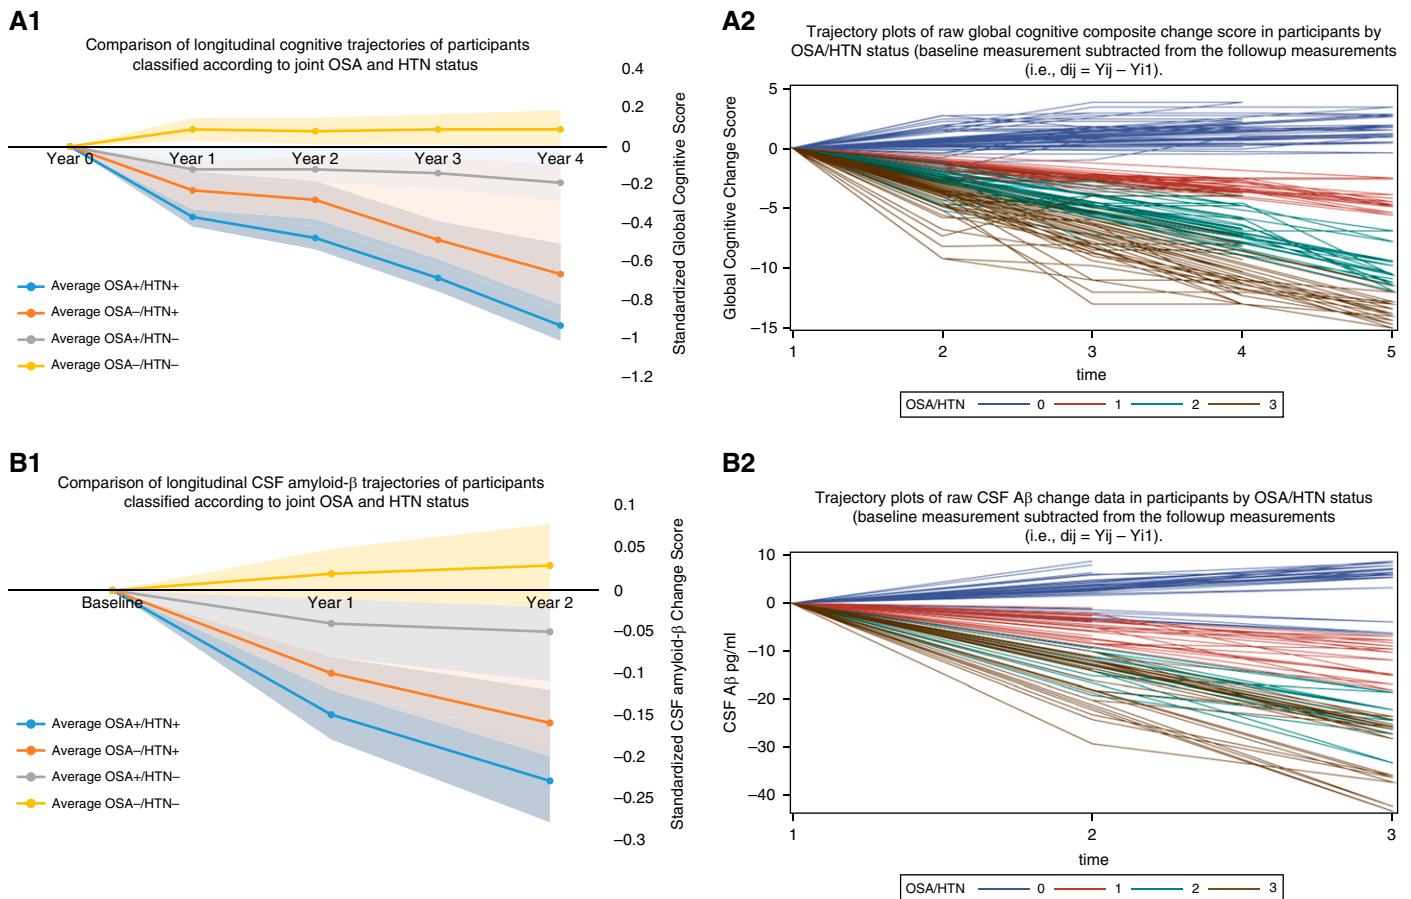 A1
Comparison of longitudinal cognitive trajectories of participants
classified according to joint OSA and HTN status
0.4
0.2
0
–0.2
–0.4
–0.6
–0.8
–1
–1.2
Standardized Global Cognitive Score
Year 0
Year 1
Year 2
Year 3
Year 4
Average OSA+/HTN+
Average OSA–/HTN+
Average OSA+/HTN–
Average OSA–/HTN–
A2
Trajectory plots of raw global cognitive composite change score in participants by
OSA/HTN status (baseline measurement subtracted from the followup measurements
(i.e., dij = Yij – Yi1).
Global Cognitive Change Score
5
0
–5
–10
–15
1
2
3
4
5
time
OSA/HTN 0 1 2 3
B1
Comparison of longitudinal CSF amyloid-β trajectories of participants
classified according to joint OSA and HTN status
0.1
0.05
0
–0.05
–0.1
–0.15
–0.2
–0.25
–0.3
Standardized CSF amyloid-β Change Score
Baseline
Year 1
Year 2
Average OSA+/HTN+
Average OSA–/HTN+
Average OSA+/HTN–
Average OSA–/HTN–
B2
Trajectory plots of raw CSF Aβ change data in participants by OSA/HTN status
(baseline measurement subtracted from the followup measurements
(i.e., dij = Yij – Yi1).
CSF Aβ pg/ml
10
0
–10
–20
–30
–40
1
2
3
time
OSA/HTN 0 1 2 3